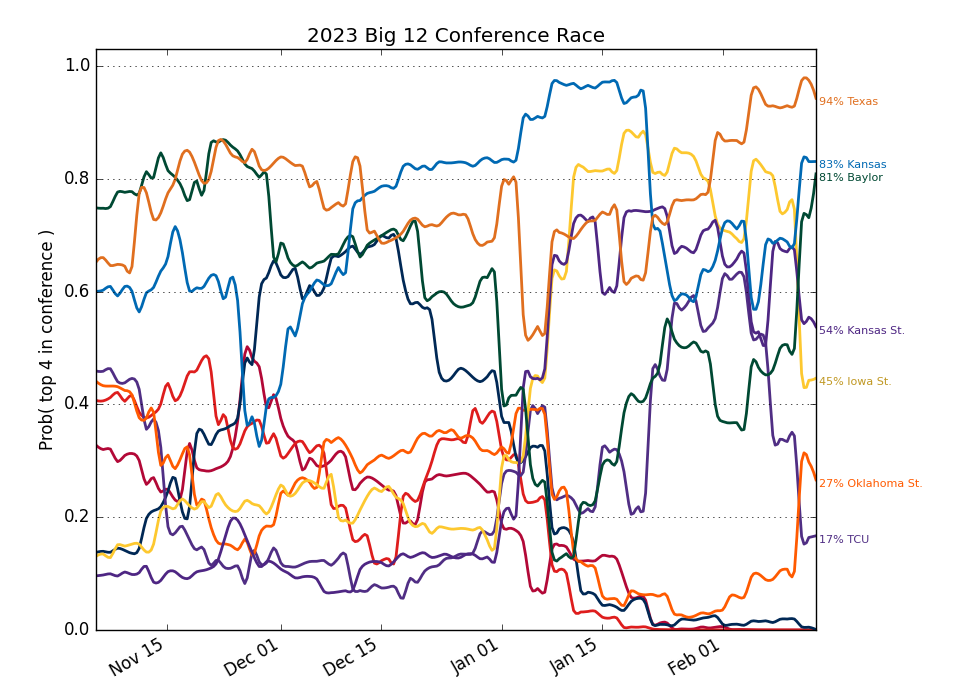 2023 Big 12 Conference Race
Prob( top 4 in conference )
1.0
0.8
0.6
0.4
0.2
0.0
Nov 15
Dec 01
Dec 15
Jan 01
Jan 15
Feb 01
94% Texas
83% Kansas
81% Baylor
54% Kansas St.
45% Iowa St.
27% Oklahoma St.
17% TCU